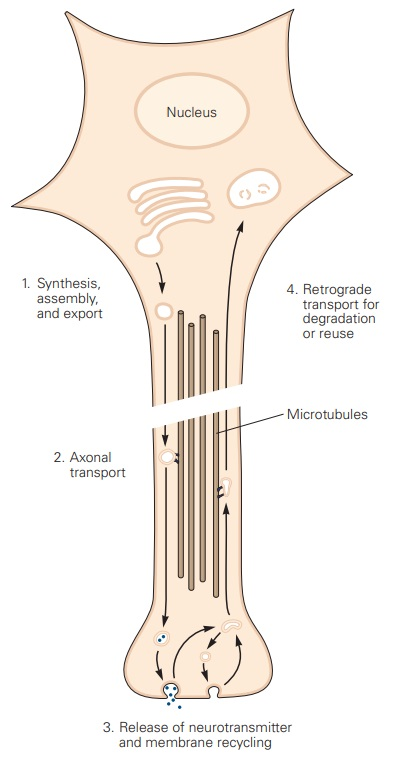 Nucleus
1. Synthesis,
assembly,
and export
4. Retrograde
transport for
degradation
or reuse
Microtubules
2. Axonal
transport
3. Release of neurotransmitter
and membrane recycling